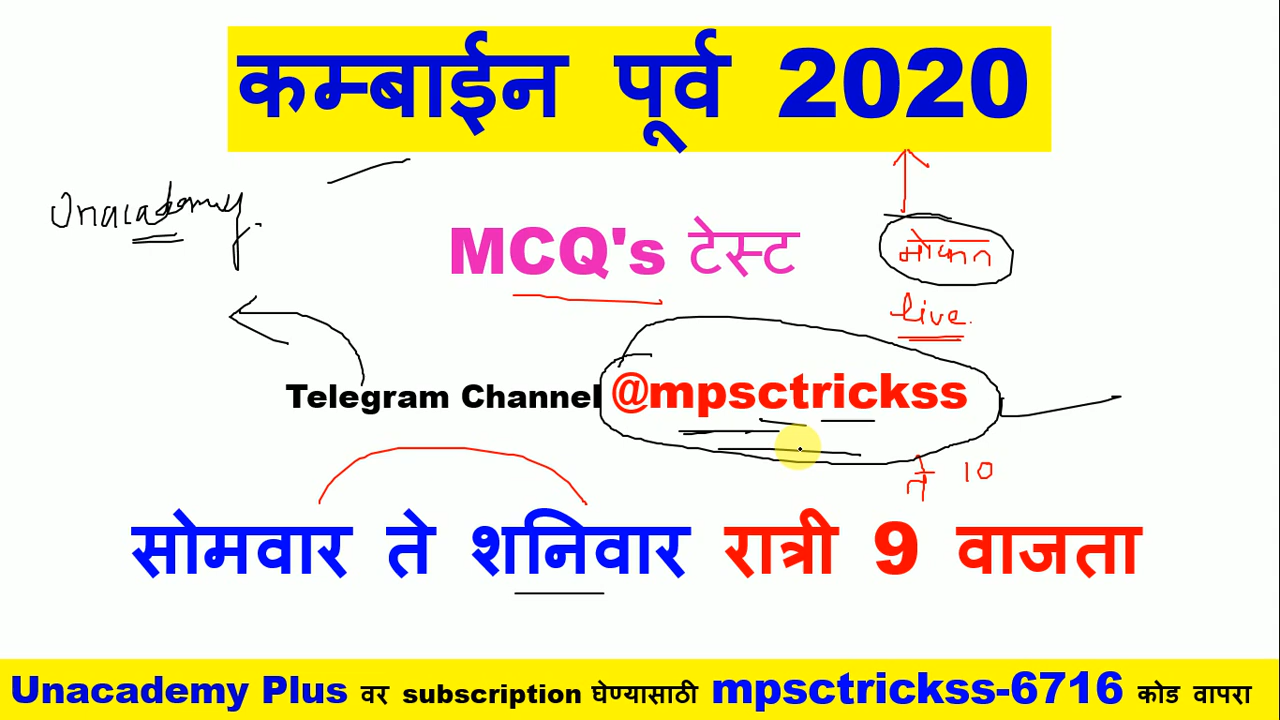 कम्बाईन पूर्व 2020
Unacademy.
MCQ's टेस्ट
मोफत
live.
Telegram Channel @mpsctrickss
ते 10
सोमवार ते शनिवार रात्री 9 वाजता
Unacademy Plus वर subscription घेण्यासाठी mpsctrickss-6716 कोड वापरा